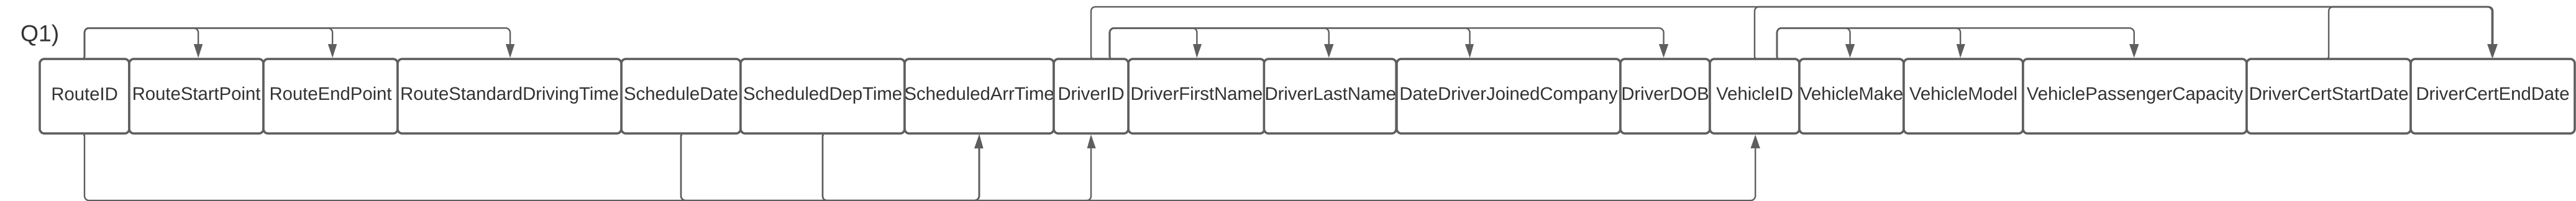 Q1)
RouteID RouteStartPoint RouteEndPoint RouteStandardDrivingTime ScheduleDate ScheduledDepTime ScheduledArrTime DriverID DriverFirstName DriverLastName DateDriverJoinedCompany DriverDOB VehicleID VehicleMake VehicleModel VehiclePassengerCapacity DriverCertStartDate DriverCertEndDate